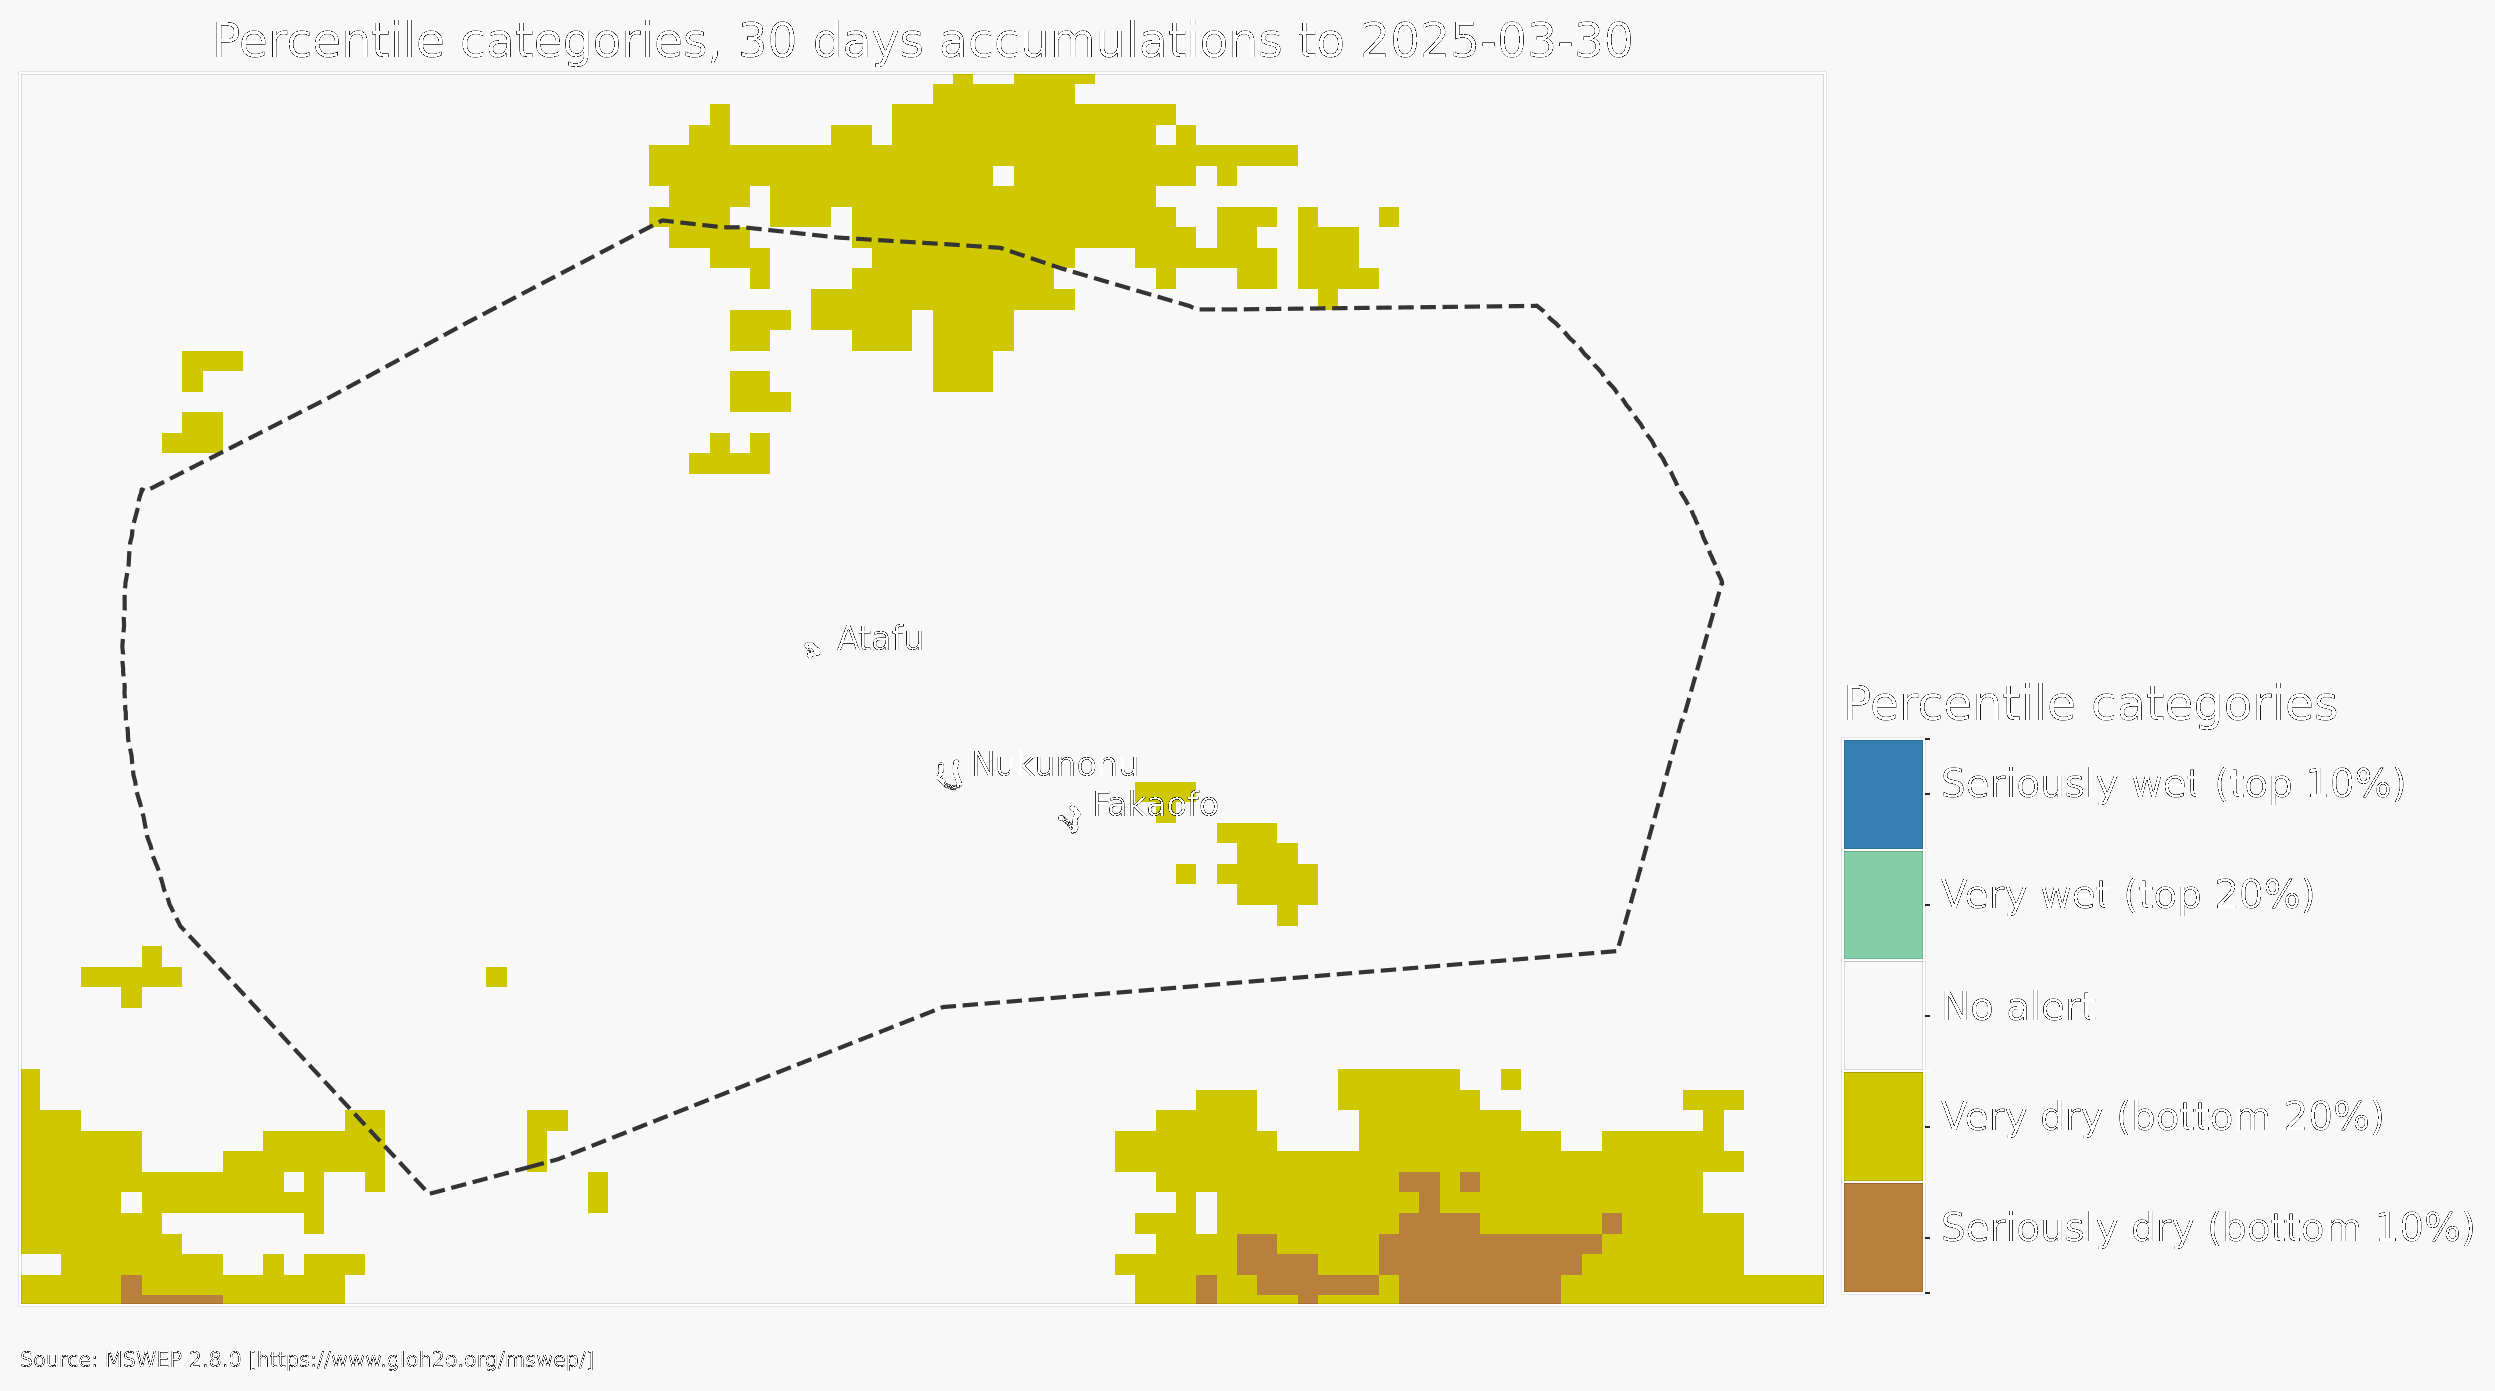 Percentile categories, 30 days accumulations to 2025-03-30
Atafu
Nukunonu
Fakaofo
Percentile categories
Seriously wet (top 10%)
Very wet (top 20%)
No alert
Very dry (bottom 20%)
Seriously dry (bottom 10%)
Source: MSWEP 2.8.0 [https://www.gloh2o.org/mswep/]